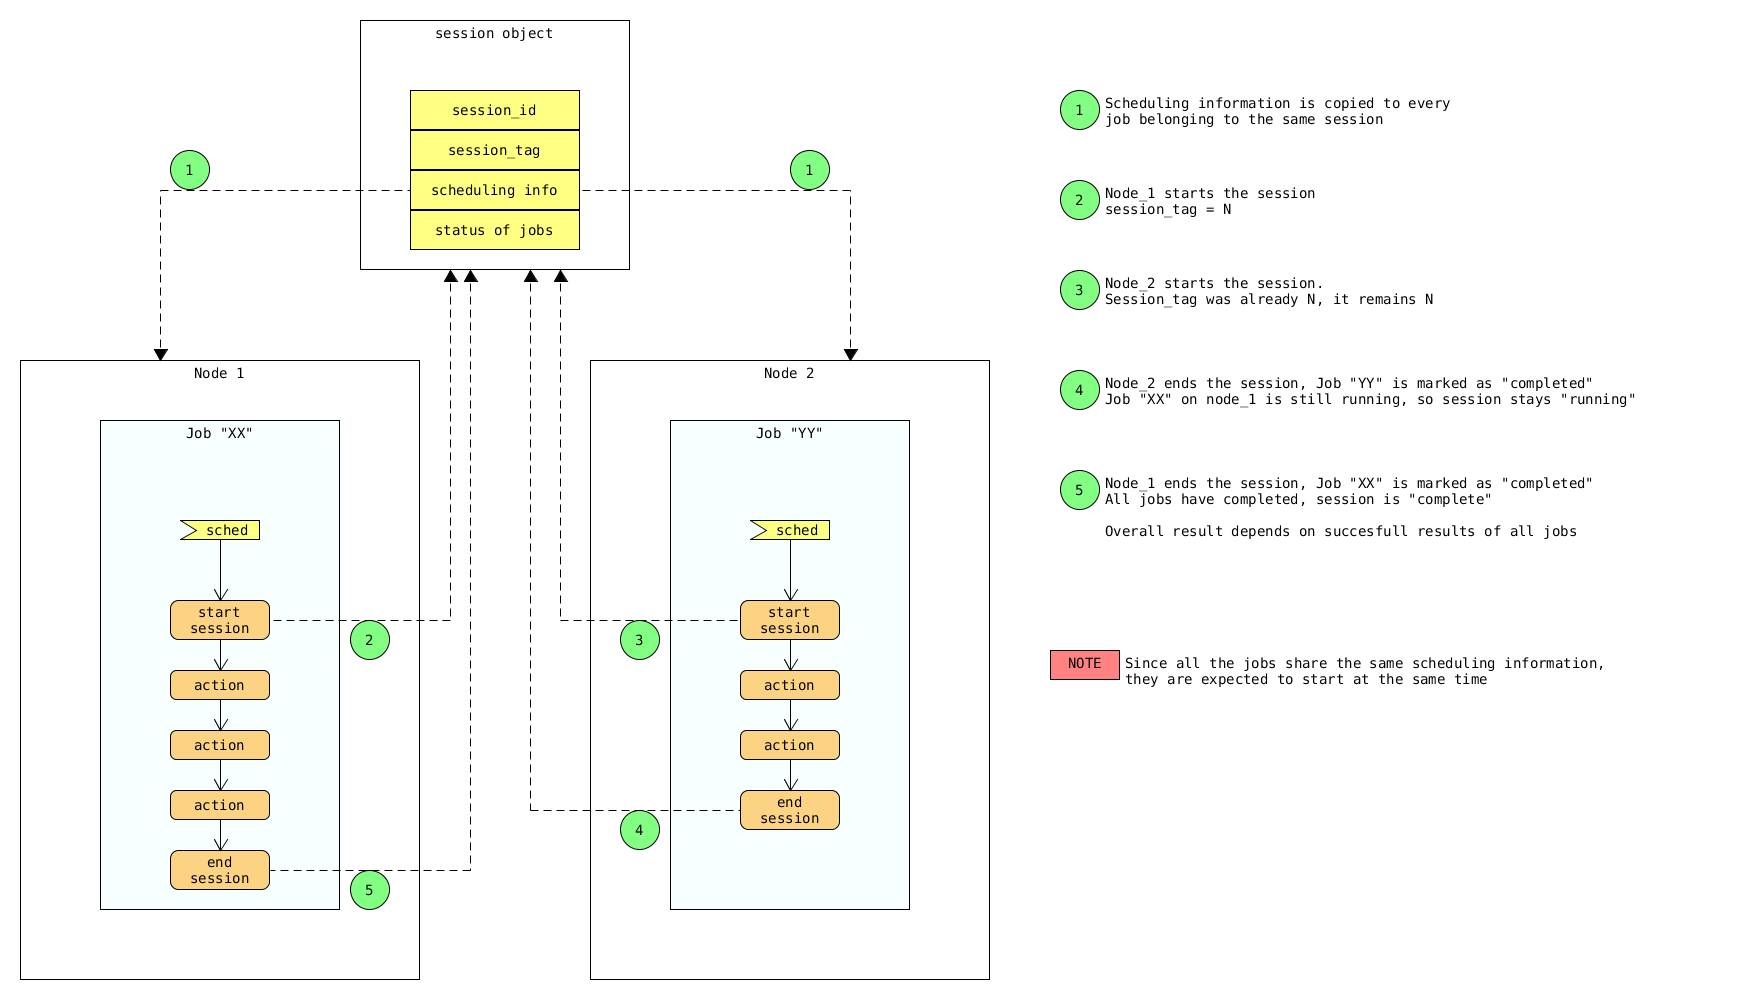 session object
session_id
session_tag
scheduling info
status of jobs
1
1
Node 1
Job "XX"
sched
start
session
2
action
action
action
end
session
5
Node 2
Job "YY"
sched
start
session
3
action
action
end
session
4
1
Scheduling information is copied to every
job belonging to the same session
2
Node_1 starts the session
session_tag = N
3
Node_2 starts the session.
Session_tag was already N, it remains N
4
Node_2 ends the session, Job "YY" is marked as "completed"
Job "XX" on node_1 is still running, so session stays "running"
5
Node_1 ends the session, Job "XX" is marked as "completed"
All jobs have completed, session is "complete"
Overall result depends on succesfull results of all jobs
NOTE
Since all the jobs share the same scheduling information,
they are expected to start at the same time